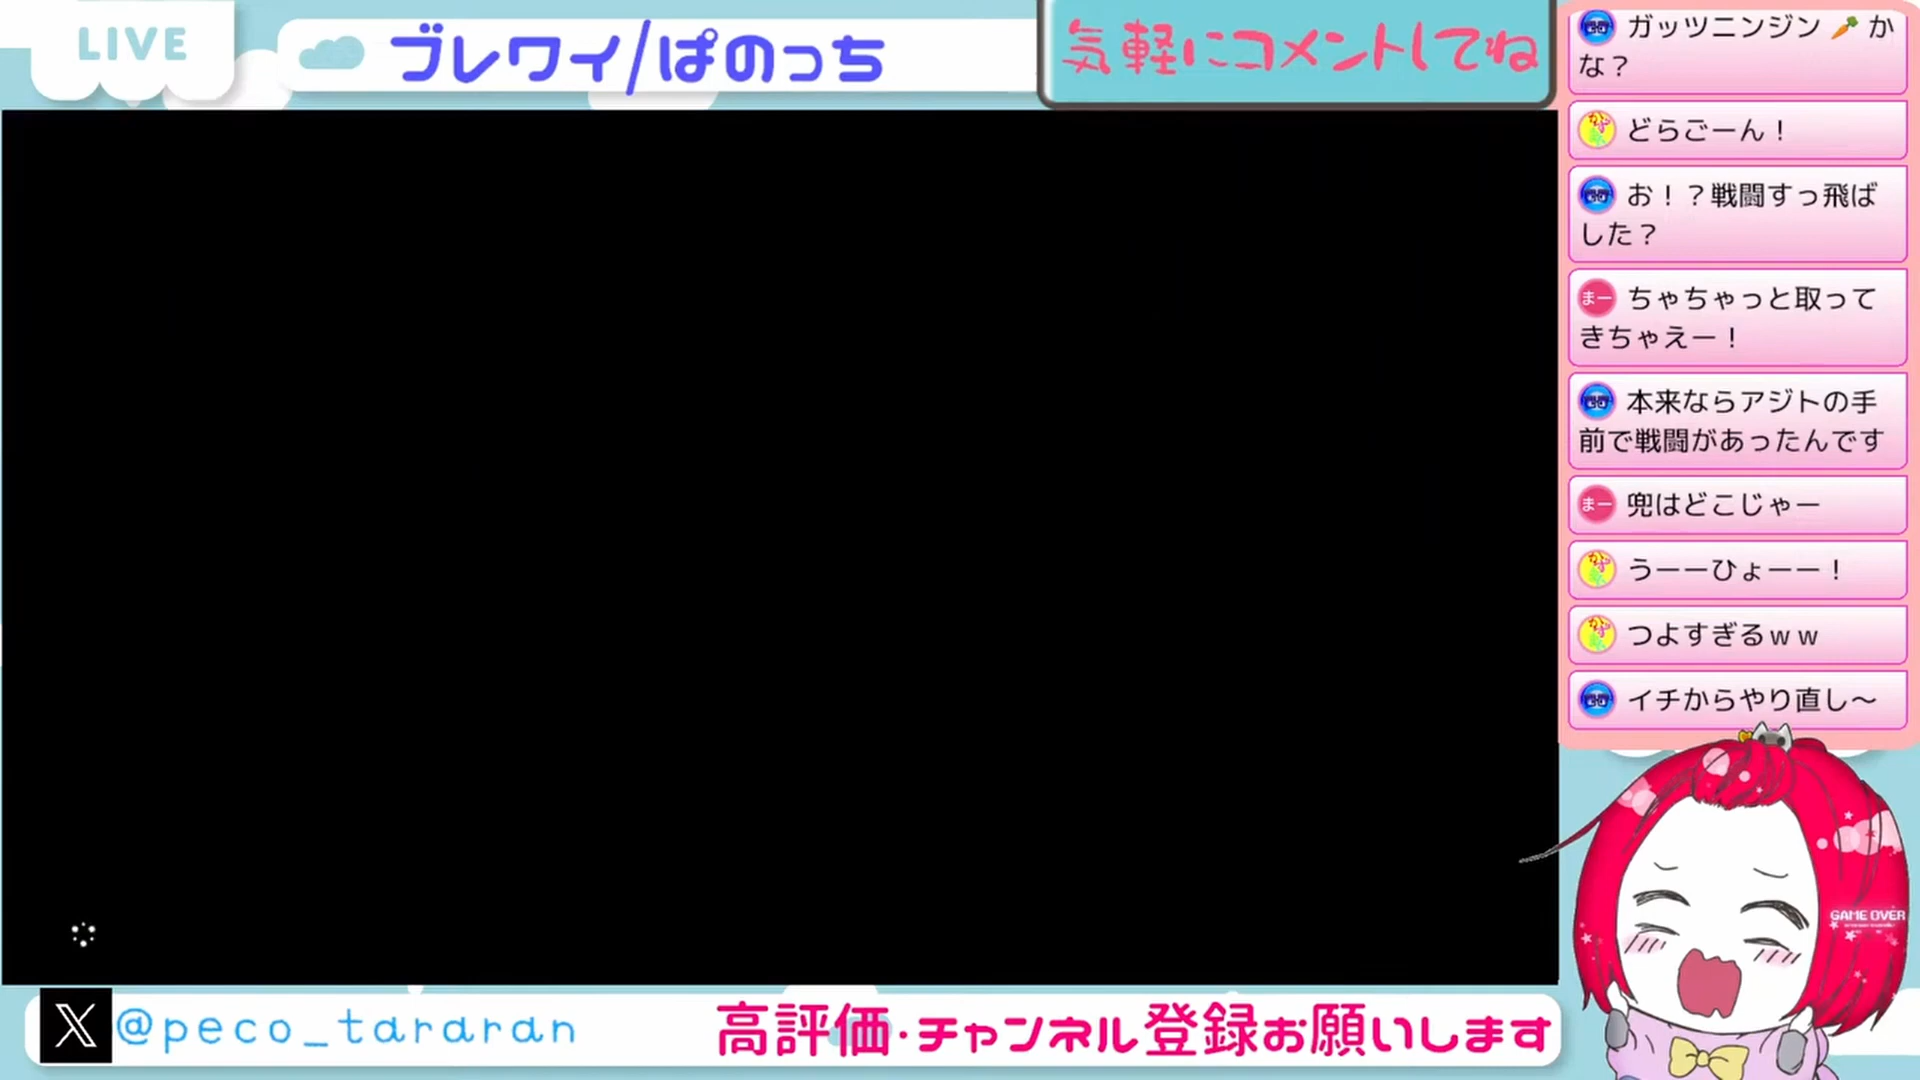 LIVE
ブレワイ/ぱのっち
気軽にコメントしてね
ガッツニンジン🥕か
な？
どらごーん！
お！？戦闘すっ飛ば
した？
まー ちゃちゃっと取って
きちゃえー！
本来ならアジトの手
前で戦闘があったんです
まー 兜はどこじゃー
うーーひょーー！
つよすぎるｗｗ
イチからやり直し～
GAME OVER
@peco_tararan
高評価・チャンネル登録お願いします